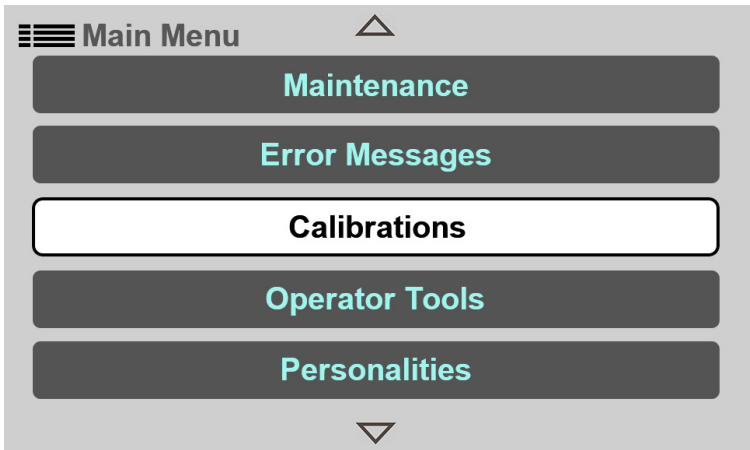 Main Menu
Maintenance
Error Messages
Calibrations
Operator Tools
Personalities